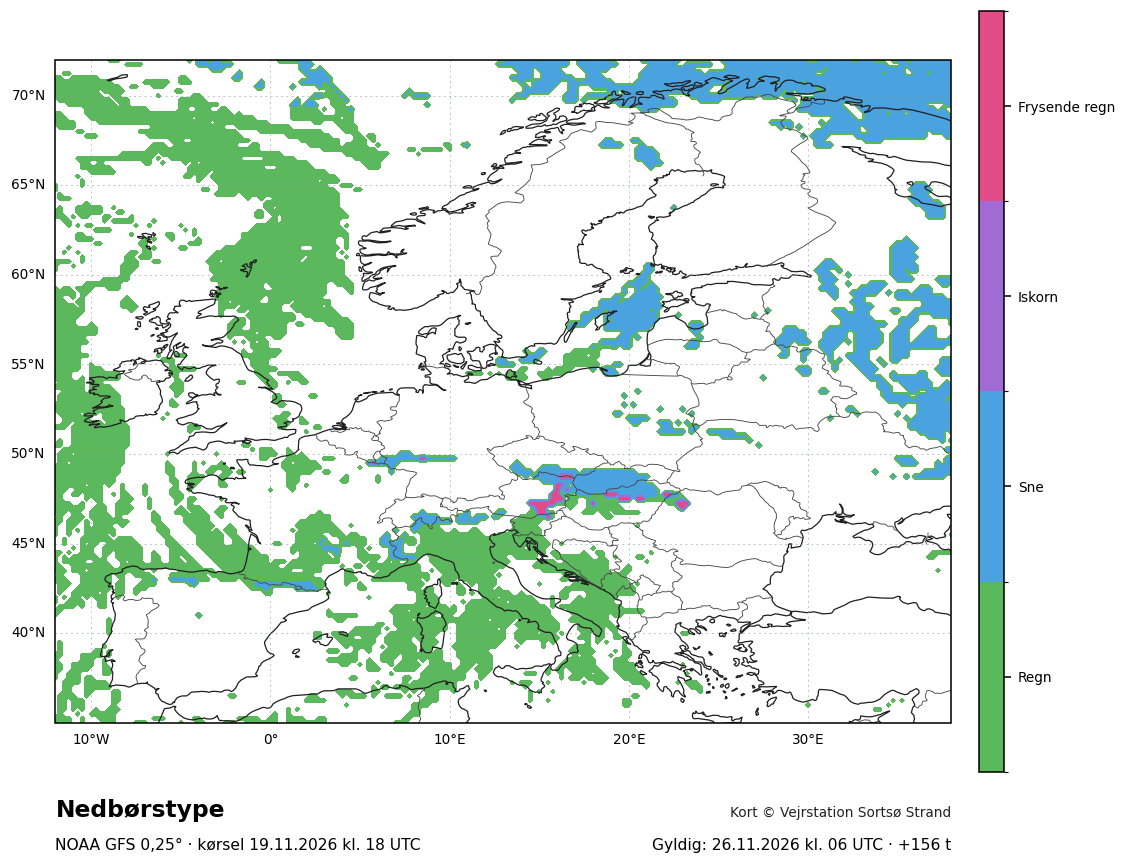 70°N
65°N
60°N
55°N
50°N
45°N
40°N
10°W
0°
10°E
20°E
30°E
Frysende regn
Iskorn
Sne
Regn
Nedbørstype
Kort © Vejrstation Sortsø Strand
NOAA GFS 0,25° · kørsel 19.11.2026 kl. 18 UTC
Gyldig: 26.11.2026 kl. 06 UTC · +156 t